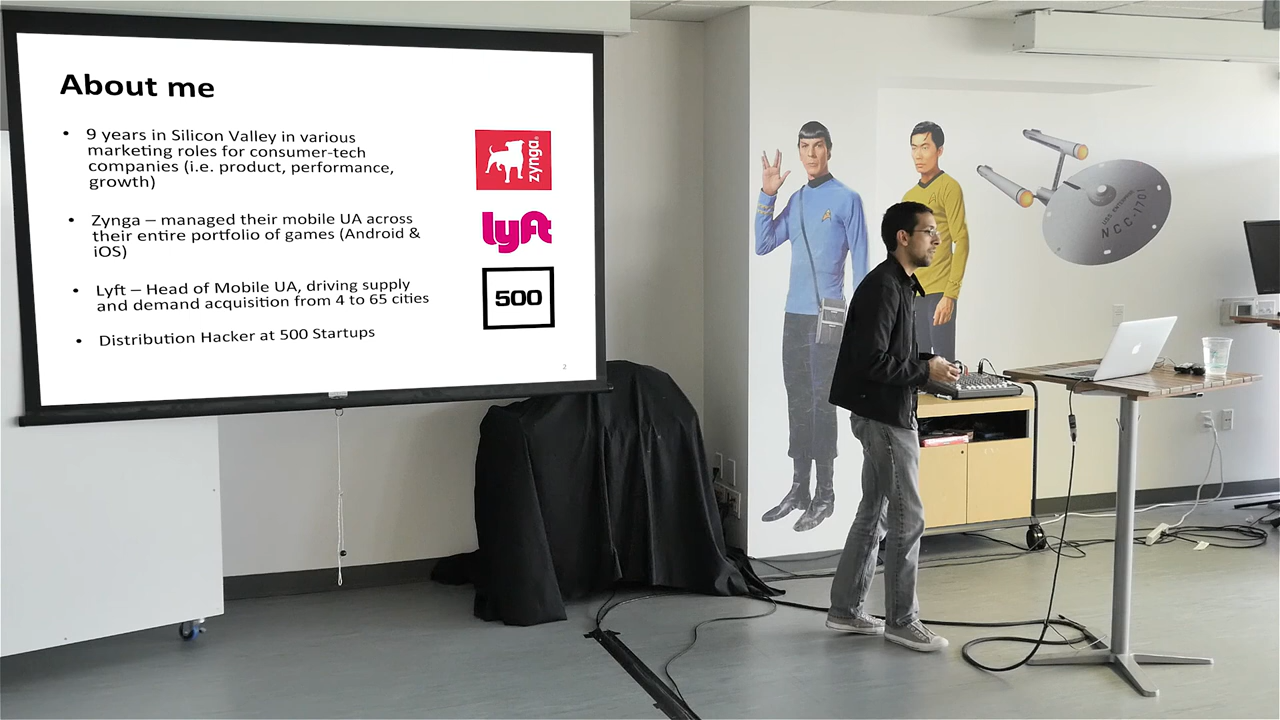 About me
• 9 years in Silicon Valley in various
marketing roles for consumer-tech
companies (i.e. product, performance,
growth)
• Zynga – managed their mobile UA across
their entire portfolio of games (Android &
iOS)
• Lyft – Head of Mobile UA, driving supply
and demand acquisition from 4 to 65 cities
• Distribution Hacker at 500 Startups
zynga
lyft
500
2
U.S.S. ENTERPRISE
NCC-1701